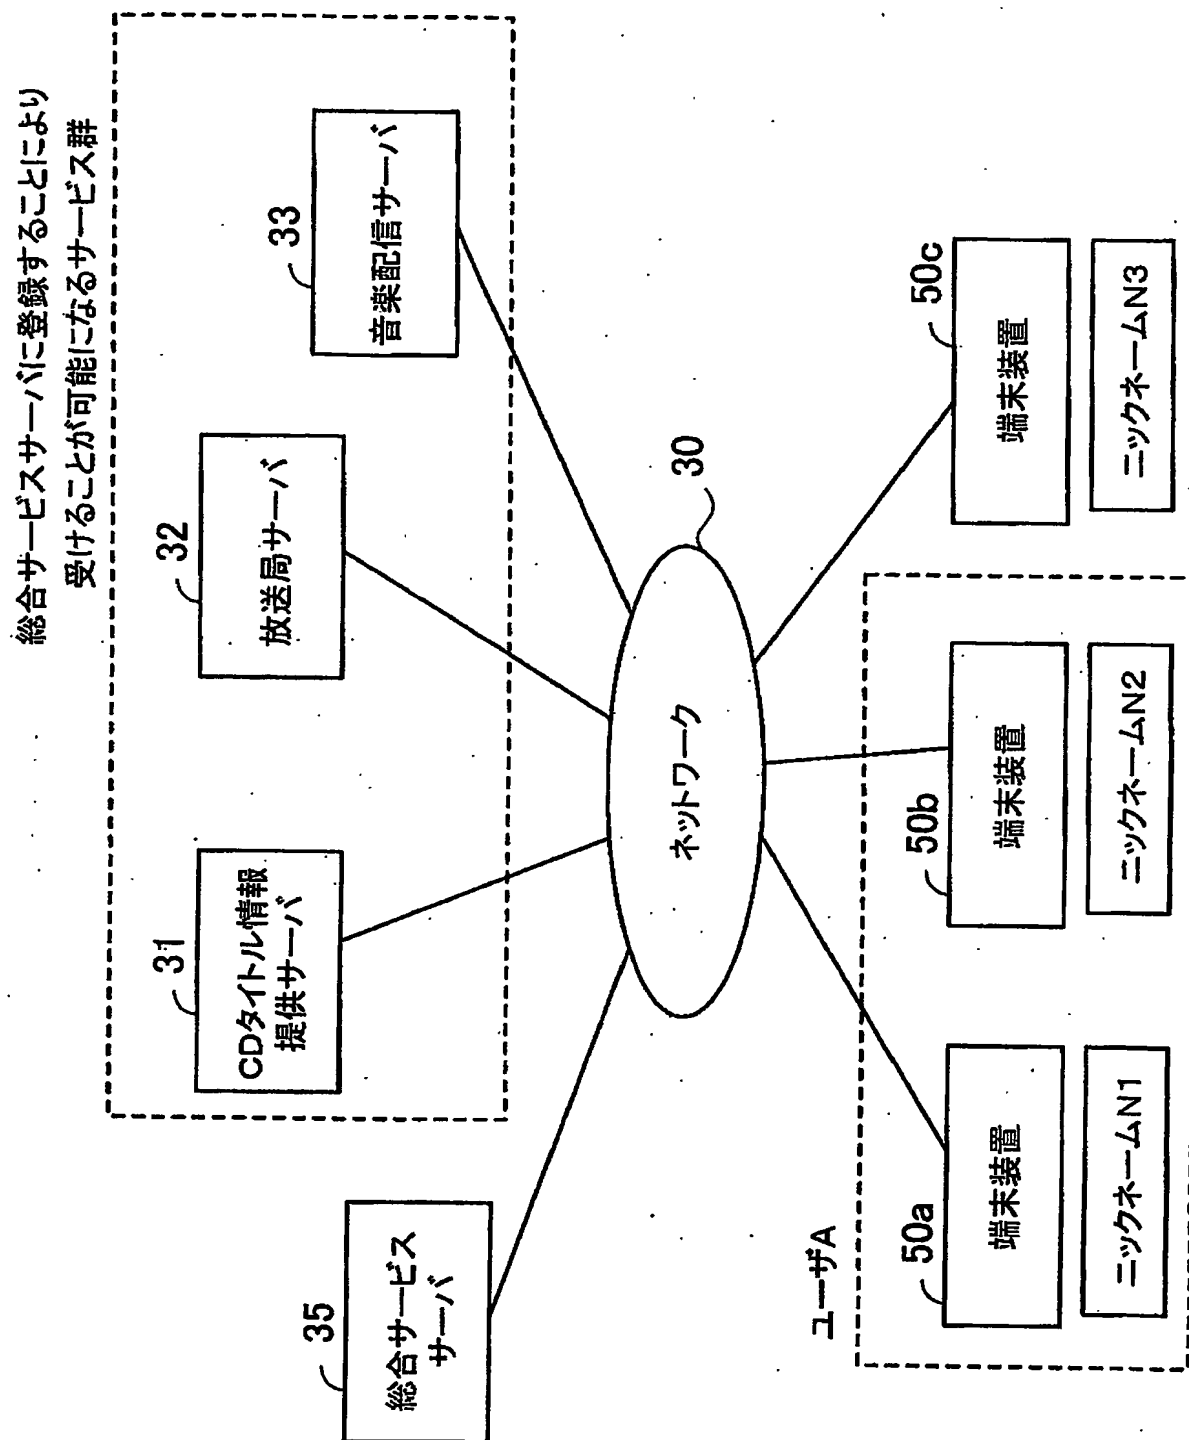 総合サービスサーバに登録することにより
受けることが可能になるサービス群
35
総合サービス
サーバ
31
CDタイトル情報
提供サーバ
32
放送局サーバ
33
音楽配信サーバ
30
ネットワーク
ユーザA
50a
端末装置
ニックネームN1
50b
端末装置
ニックネームN2
50c
端末装置
ニックネームN3